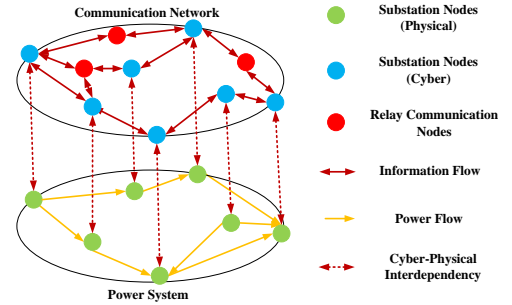 Communication Network
Substation Nodes
(Physical)
Substation Nodes
(Cyber)
Relay Communication
Nodes
Information Flow
Power Flow
Cyber-Physical
Interdependency
Power System